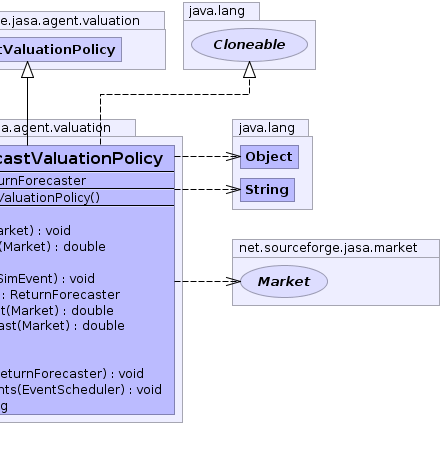 e.jasa.agent.valuation
java.lang
tValuationPolicy
Cloneable
a.agent.valuation
java.lang
castValuationPolicy
Object
urnForecaster
ValuationPolicy()
String
arket) : void
(Market) : double
net.sourceforge.jasa.market
SimEvent) : void
Market
: ReturnForecaster
t(Market) : double
ast(Market) : double
eturnForecaster) : void
nts(EventScheduler) : void
g